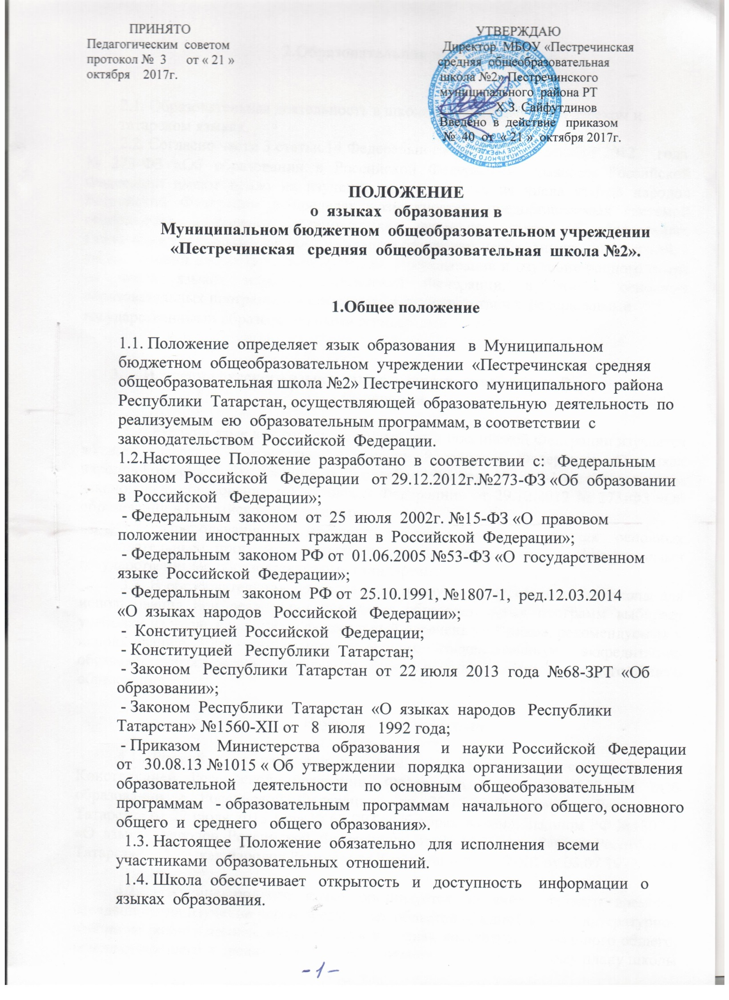 ПРИНЯТО
Педагогическим советом
протокол № 3 от « 21 »
октября 2017г.
УТВЕРЖДАЮ
Директор МБОУ «Пестречинская
средняя общеобразовательная
школа №2» Пестречинского
муниципального района РТ
________ Х.З. Сайфутдинов
Введено в действие приказом
№ 40 от « 21 » октября 2017г.
ПОЛОЖЕНИЕ
о языках образования в
Муниципальном бюджетном общеобразовательном учреждении
«Пестречинская средняя общеобразовательная школа №2».
1.Общее положение
1.1. Положение определяет язык образования в Муниципальном
бюджетном общеобразовательном учреждении «Пестречинская средняя
общеобразовательная школа №2» Пестречинского муниципального района
Республики Татарстан, осуществляющей образовательную деятельность по
реализуемым ею образовательным программам, в соответствии с
законодательством Российской Федерации.
1.2.Настоящее Положение разработано в соответствии с: Федеральным
законом Российской Федерации от 29.12.2012г.№273-ФЗ «Об образовании
в Российской Федерации»;
- Федеральным законом от 25 июля 2002г. №15-ФЗ «О правовом
положении иностранных граждан в Российской Федерации»;
- Федеральным законом РФ от 01.06.2005 №53-ФЗ «О государственном
языке Российской Федерации»;
- Федеральным законом РФ от 25.10.1991, №1807-1, ред.12.03.2014
«О языках народов Российской Федерации»;
- Конституцией Российской Федерации;
- Конституцией Республики Татарстан;
- Законом Республики Татарстан от 22 июля 2013 года №68-ЗРТ «Об
образовании»;
- Законом Республики Татарстан «О языках народов Республики
Татарстан» №1560-XII от 8 июля 1992 года;
- Приказом Министерства образования и науки Российской Федерации
от 30.08.13 №1015 « Об утверждении порядка организации осуществления
образовательной деятельности по основным общеобразовательным
программам - образовательным программам начального общего, основного
общего и среднего общего образования».
1.3. Настоящее Положение обязательно для исполнения всеми
участниками образовательных отношений.
1.4. Школа обеспечивает открытость и доступность информации о
языках образования.
-1-